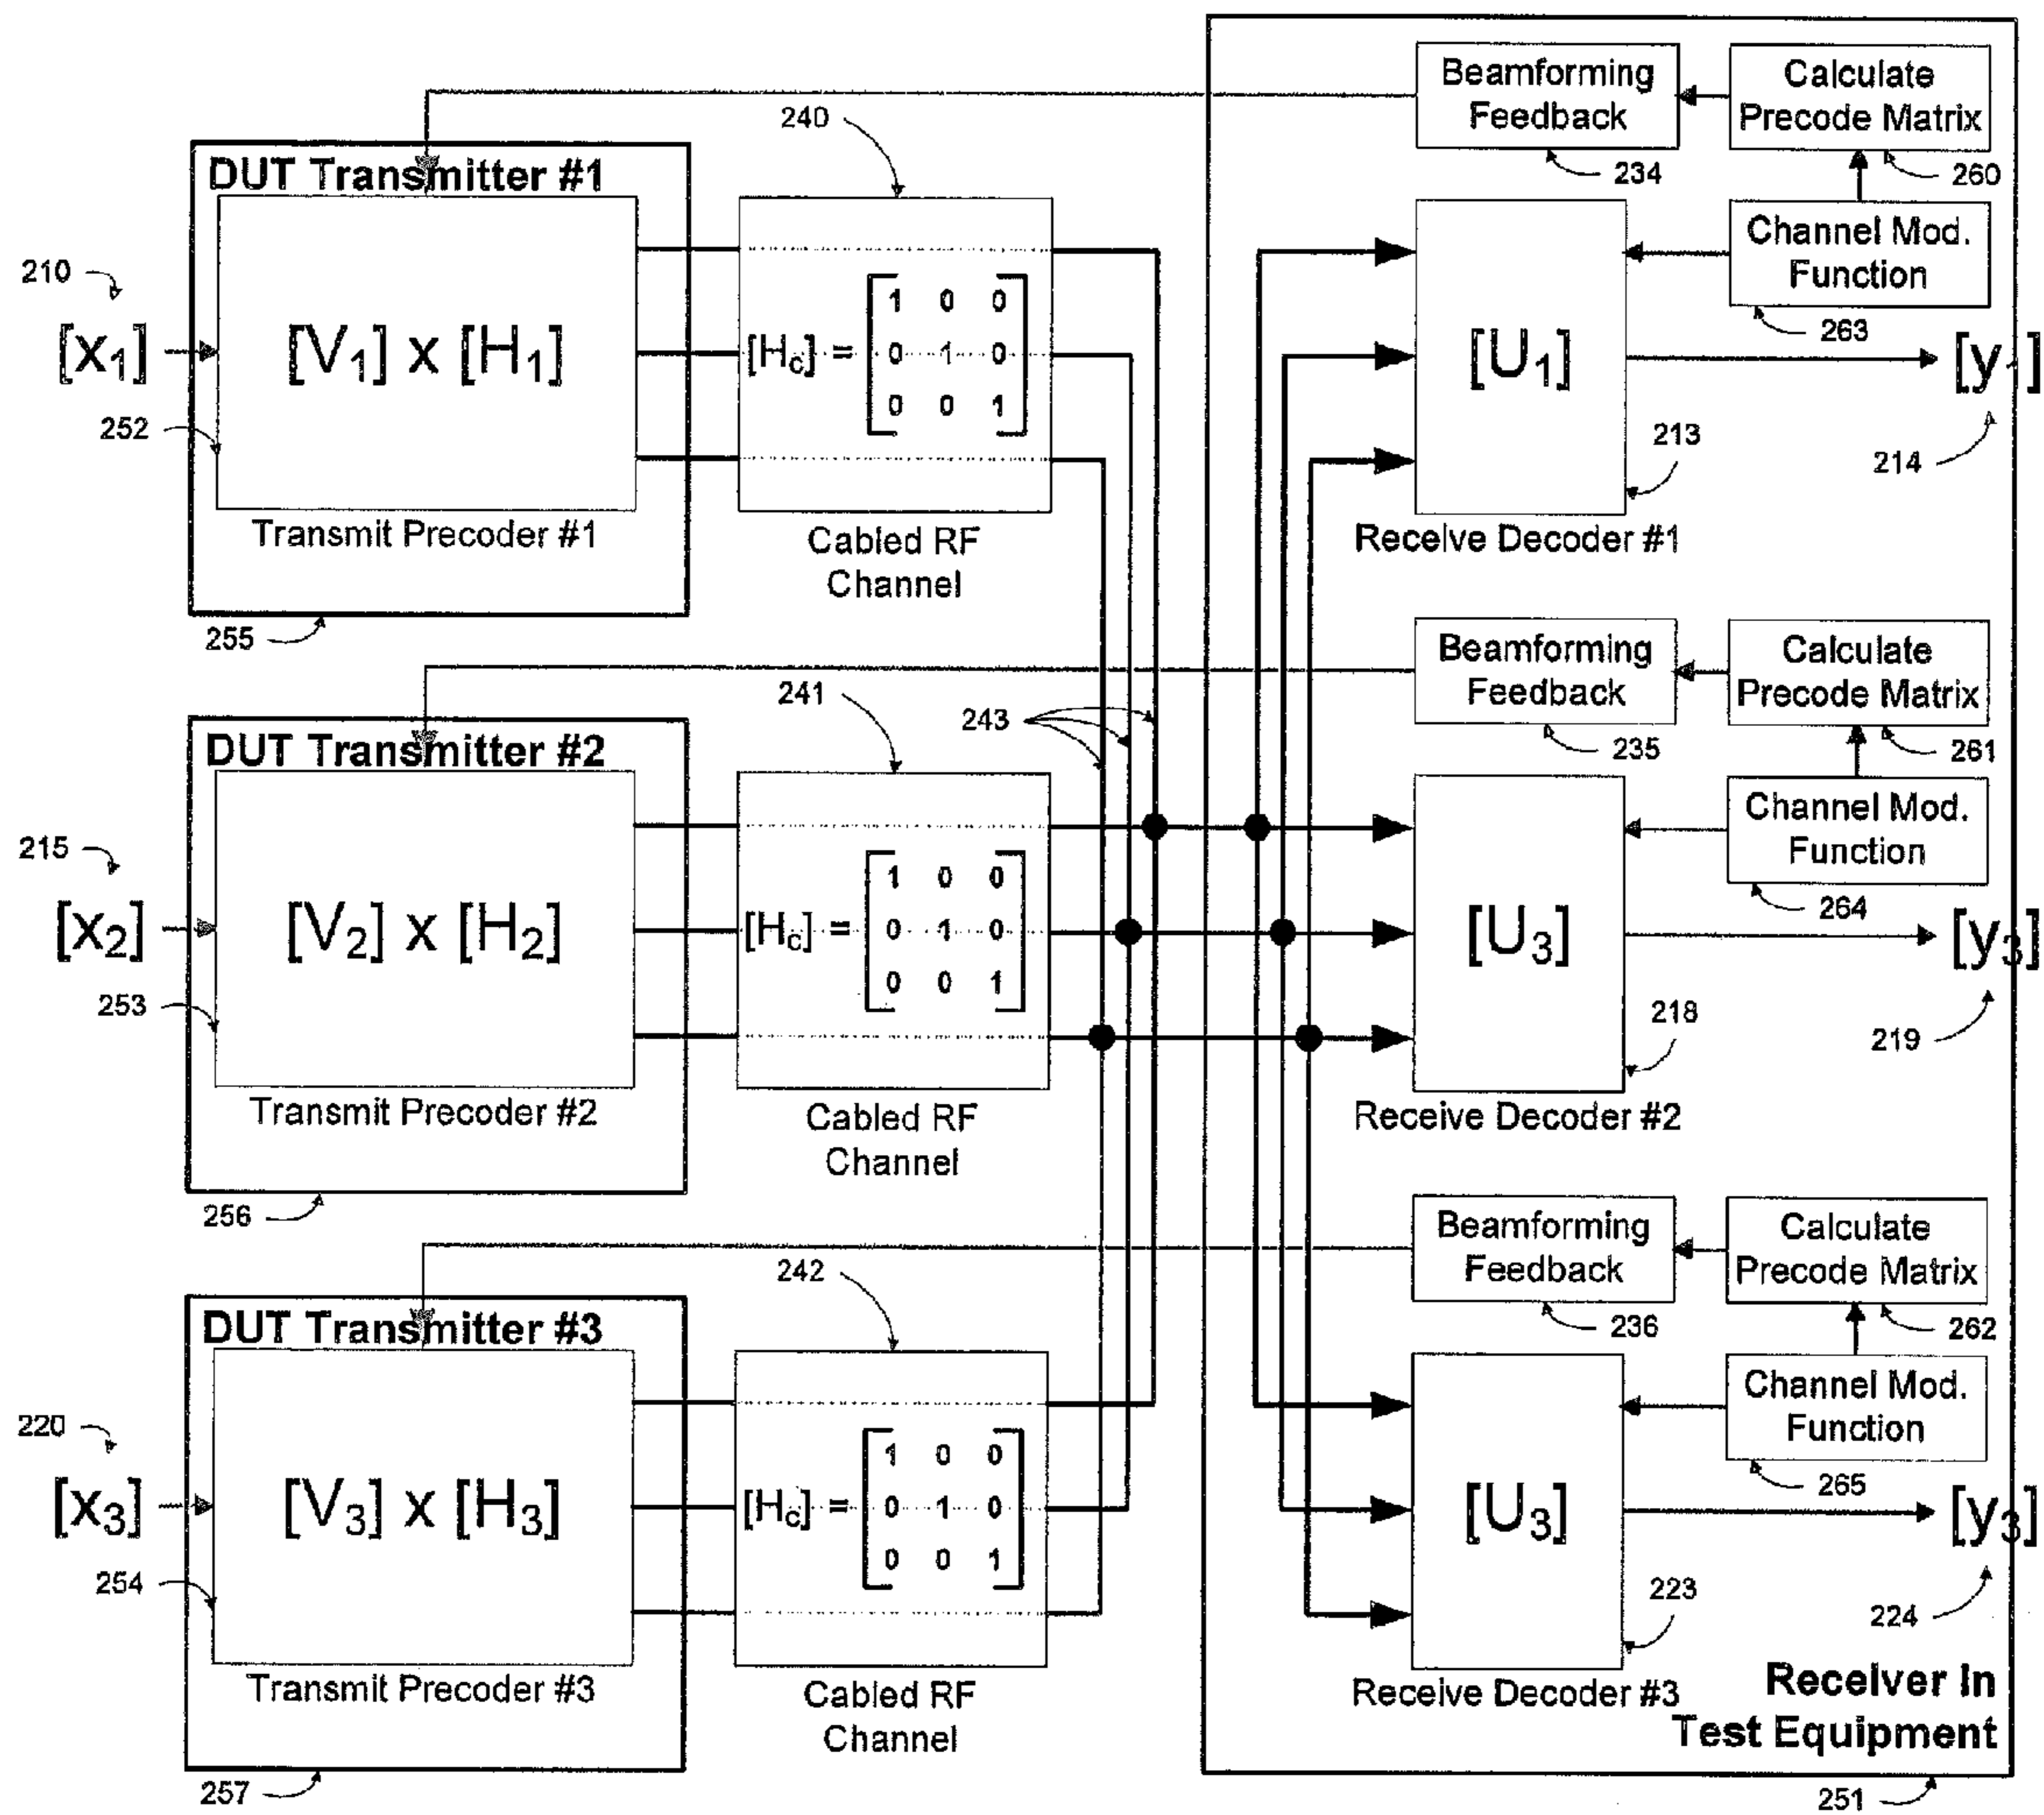 Beamforming
Feedback
Calculate
Precode Matrix
240
234
260
DUT Transmitter #1
Channel Mod.
Function
263
210
[x₁]
[V₁] x [H₁]
[H_c] =
1 0 0
0 1 0
0 0 1
[U₁]
[y₁]
252
213
214
Transmit Precoder #1
Cabled RF
Channel
Receive Decoder #1
255
Beamforming
Feedback
Calculate
Precode Matrix
241
243
235
261
DUT Transmitter #2
Channel Mod.
Function
264
215
[x₂]
[V₂] x [H₂]
[H_c] =
1 0 0
0 1 0
0 0 1
[U₃]
[y₃]
253
218
219
Transmit Precoder #2
Cabled RF
Channel
Receive Decoder #2
256
Beamforming
Feedback
Calculate
Precode Matrix
242
236
262
DUT Transmitter #3
Channel Mod.
Function
265
220
[x₃]
[V₃] x [H₃]
[H_c] =
1 0 0
0 1 0
0 0 1
[U₃]
[y₃]
254
223
224
Transmit Precoder #3
Cabled RF
Channel
Receive Decoder #3
Receiver In
Test Equipment
257
251